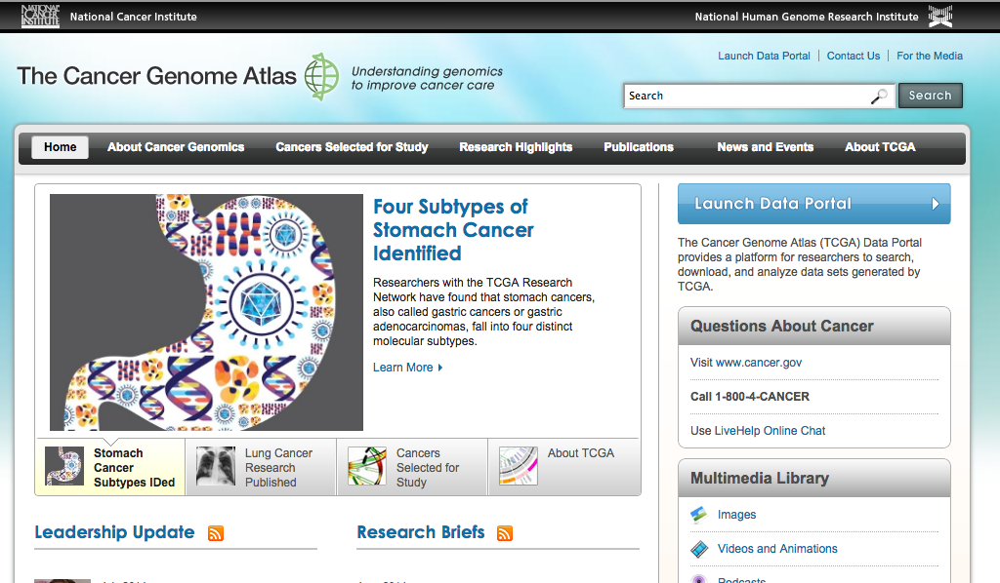 NATIONAL CANCER INSTITUTE
National Cancer Institute
National Human Genome Research Institute
Launch Data Portal
Contact Us
For the Media
The Cancer Genome Atlas
Understanding genomics
to improve cancer care
Search
Search
Home
About Cancer Genomics
Cancers Selected for Study
Research Highlights
Publications
News and Events
About TCGA
Four Subtypes of
Stomach Cancer
Identified
Researchers with the TCGA Research
Network have found that stomach cancers,
also called gastric cancers or gastric
adenocarcinomas, fall into four distinct
molecular subtypes.
Learn More
Stomach
Cancer
Subtypes IDed
Lung Cancer
Research
Published
Cancers
Selected for
Study
About TCGA
Leadership Update
Research Briefs
Launch Data Portal
The Cancer Genome Atlas (TCGA) Data Portal
provides a platform for researchers to search,
download, and analyze data sets generated by
TCGA.
Questions About Cancer
Visit www.cancer.gov
Call 1-800-4-CANCER
Use LiveHelp Online Chat
Multimedia Library
Images
Videos and Animations
Podcasts